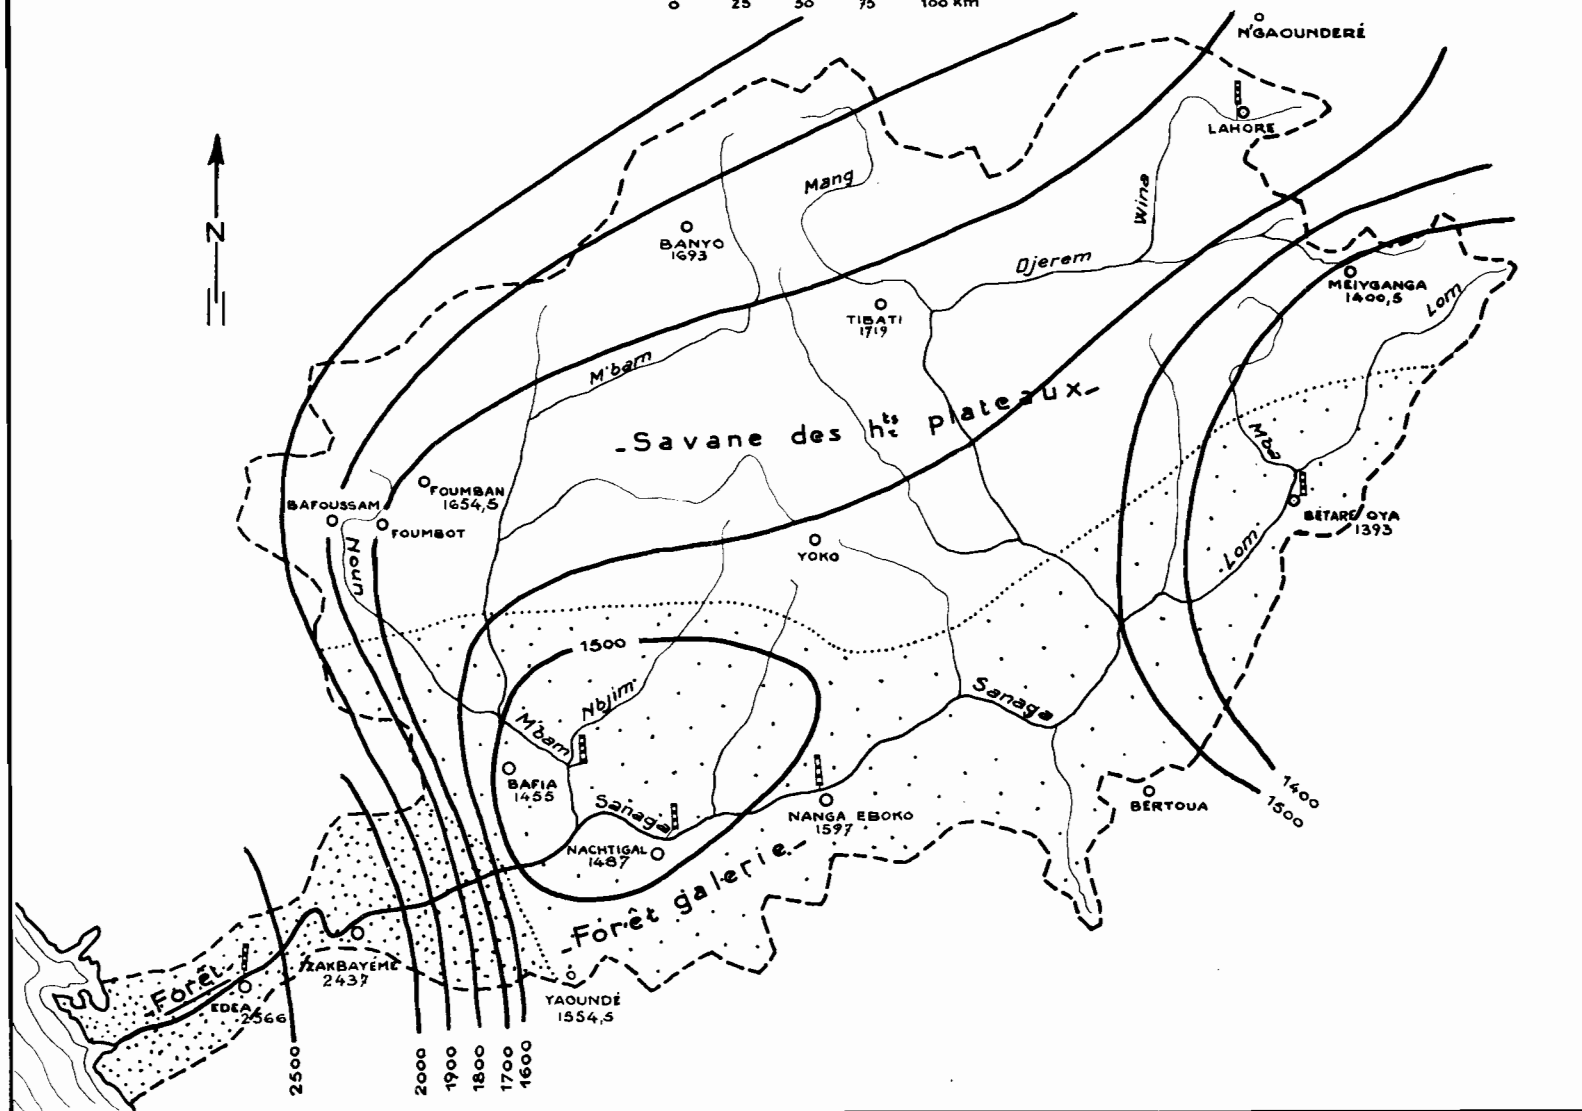 0 25 50 75 100 km
N'GAOUNDERÉ
LAHORE
N
Mang
Wina
BANYO
1693
Djerem
MEIYGANGA
1400,5
Lom
TIBATI
1719
M'bam
-Savane des hts plateaux-
Mba
FOUMBAN
1654,5
BAFOUSSAM
FOUMBOT
BÉTARE OYA
1393
Noun
YOKO
Lom
1500
Nbjim
Sanaga
M'bam
BAFIA
1455
Sanaga
1400
1500
BERTOUA
NANGA EBOKO
1597
NACHTIGAL
1487
-Forêt galerie-
Forêt
2437
EDEA
2566
YAOUNDÉ
1554,5
2500
2000
1900
1800
1700
1600